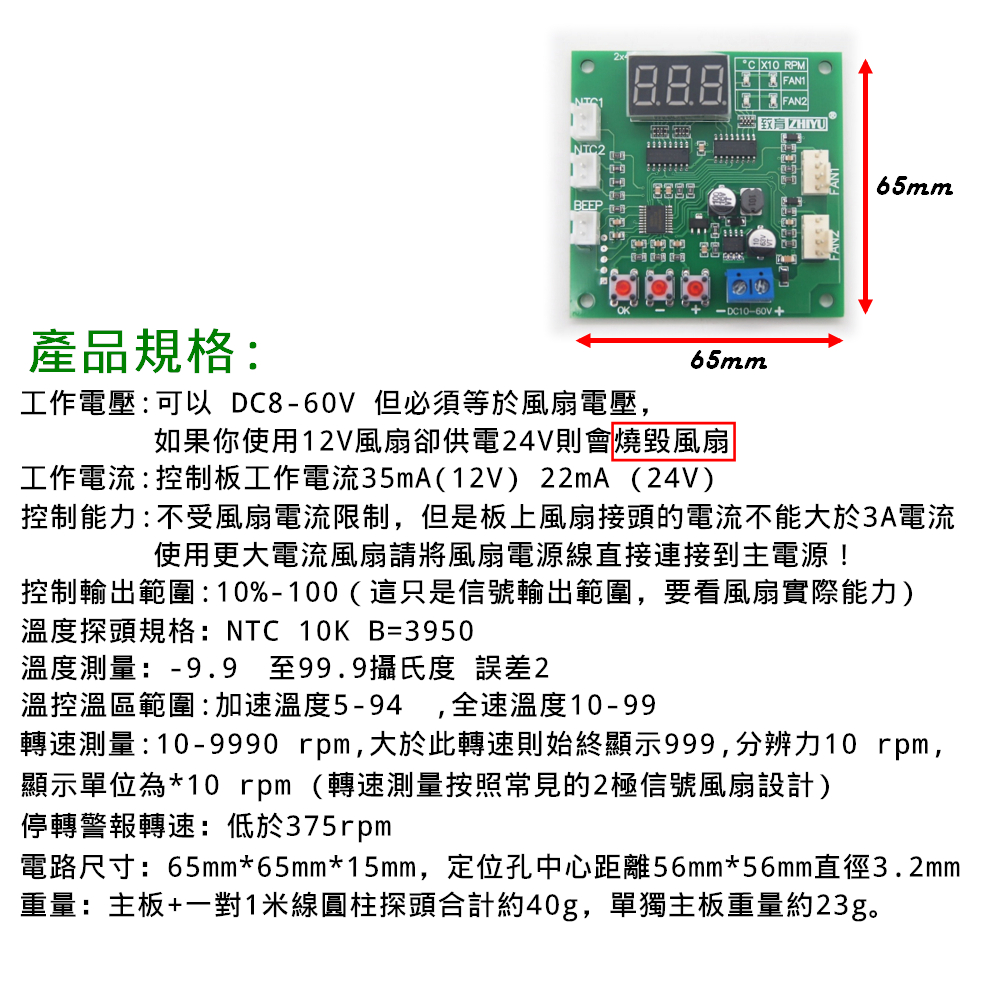 2x4
°C X10 RPM
FAN1
FAN2
致育 ZHIYU ®
NTC1
NTC2
BEEP
FAN1
FAN2
OK − +
−DC10-60V+
65mm
65mm
產品規格:
工作電壓:可以 DC8-60V 但必須等於風扇電壓,
如果你使用12V風扇卻供電24V則會燒毀風扇
工作電流:控制板工作電流35mA(12V) 22mA (24V)
控制能力:不受風扇電流限制，但是板上風扇接頭的電流不能大於3A電流
使用更大電流風扇請將風扇電源線直接連接到主電源！
控制輸出範圍:10%-100（這只是信號輸出範圍，要看風扇實際能力)
溫度探頭規格：NTC 10K B=3950
溫度測量：-9.9 至99.9攝氏度 誤差2
溫控溫區範圍:加速溫度5-94 ,全速溫度10-99
轉速測量:10-9990 rpm,大於此轉速則始終顯示999,分辨力10 rpm,
顯示單位為*10 rpm (轉速測量按照常見的2極信號風扇設計)
停轉警報轉速：低於375rpm
電路尺寸：65mm*65mm*15mm，定位孔中心距離56mm*56mm直徑3.2mm
重量：主板+一對1米線圓柱探頭合計約40g，單獨主板重量約23g。